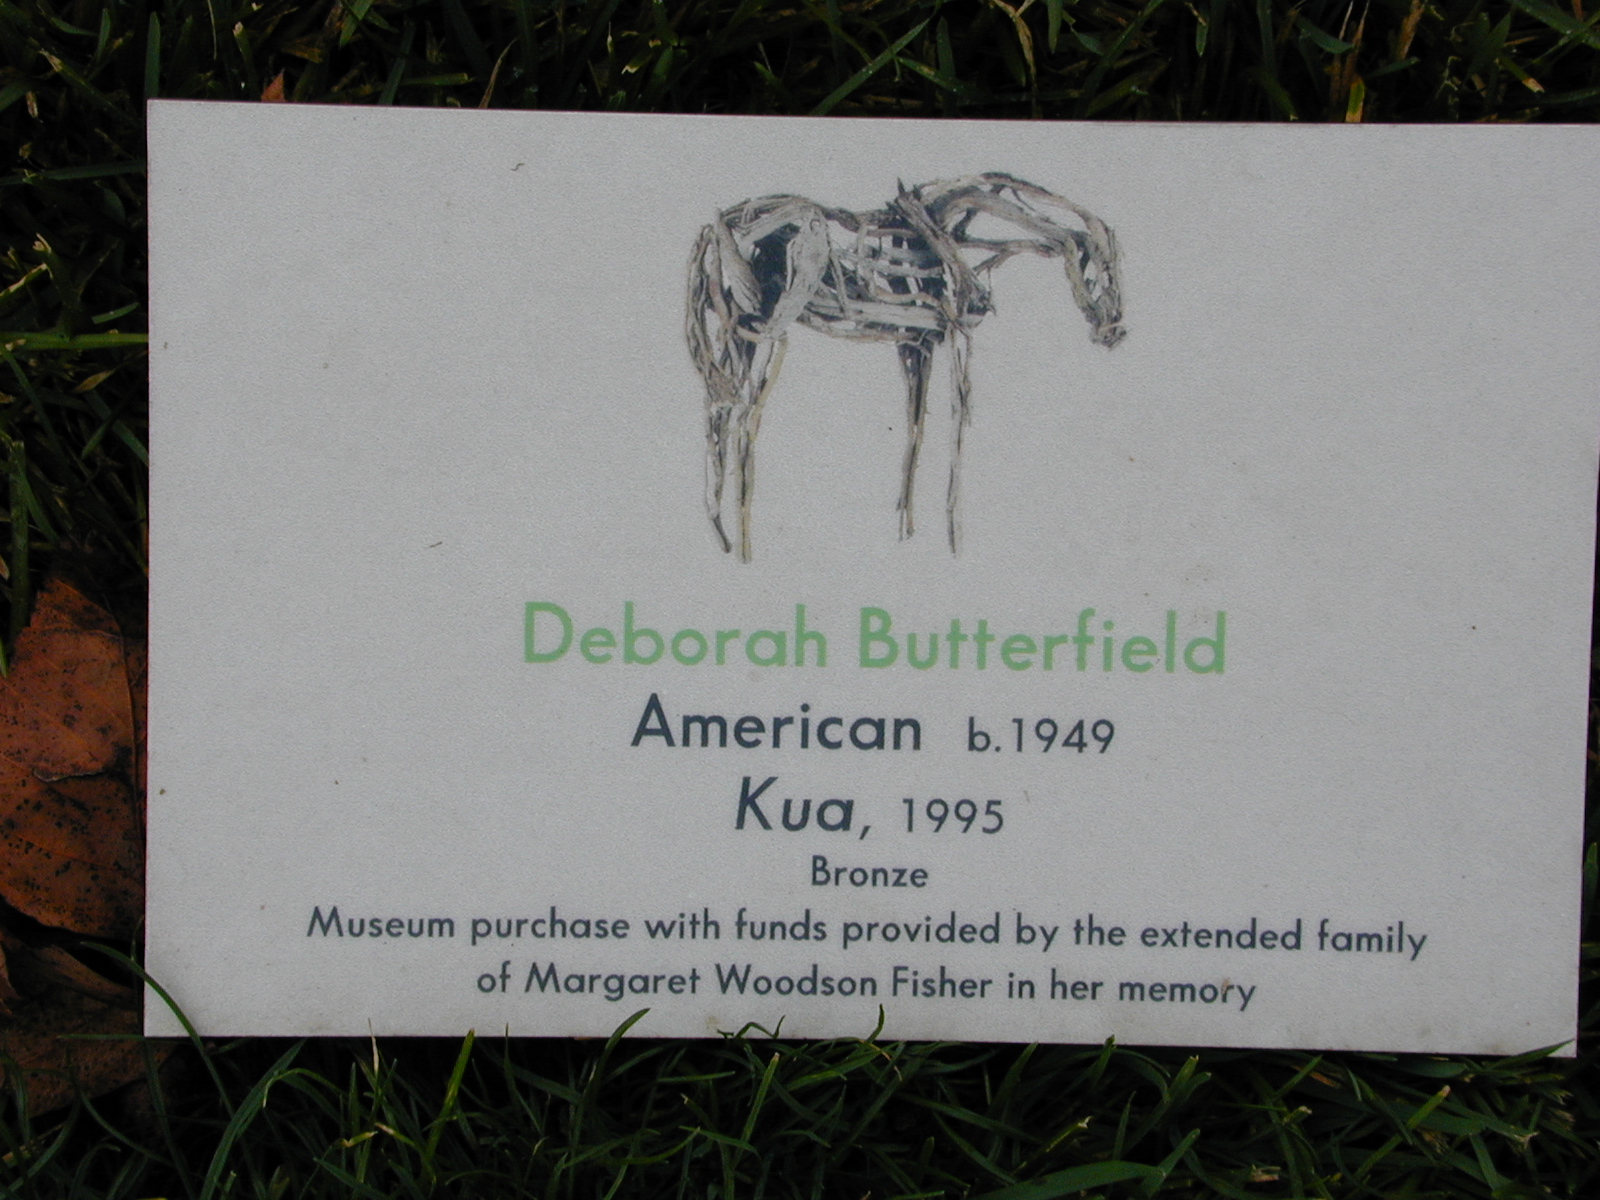 Deborah Butterfield
American b.1949
Kua, 1995
Bronze
Museum purchase with funds provided by the extended family
of Margaret Woodson Fisher in her memory